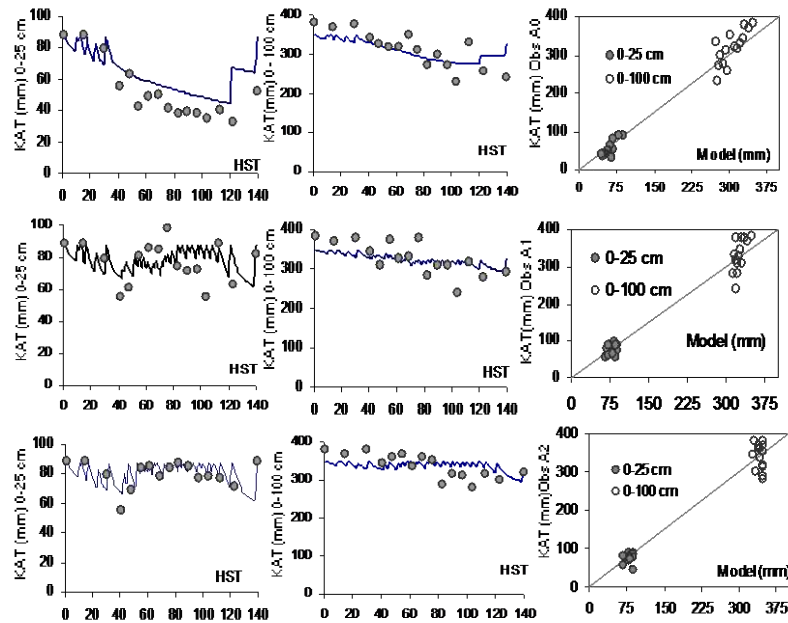 KAT (mm) 0-25 cm
100
80
60
40
20
0
HST
0 20 40 60 80 100 120 140
KAT (mm) 0 - 100 cm
400
300
200
100
0
HST
0 20 40 60 80 100 120 140
KAT (mm) Obs A0
400
300
200
100
0
0-25 cm
0-100 cm
Model (mm)
0 75 150 225 300 375
KAT (mm) 0-25 cm
100
80
60
40
20
0
HST
0 20 40 60 80 100 120 140
KAT (mm) 0-100 cm
400
300
200
100
0
HST
0 20 40 60 80 100 120 140
KAT(mm) Obs A1
400
300
200
100
0
0-25 cm
0-100 cm
Model (mm)
0 75 150 225 300 375
KAT (mm) 0-25 cm
100
80
60
40
20
0
HST
0 20 40 60 80 100 120 140
KAT (mm) 0-100 cm
400
300
200
100
0
HST
0 20 40 60 80 100 120 140
KAT (mm)Obs A2
400
300
200
100
0
0-25 cm
0-100 cm
Model (mm)
0 75 150 225 300 375